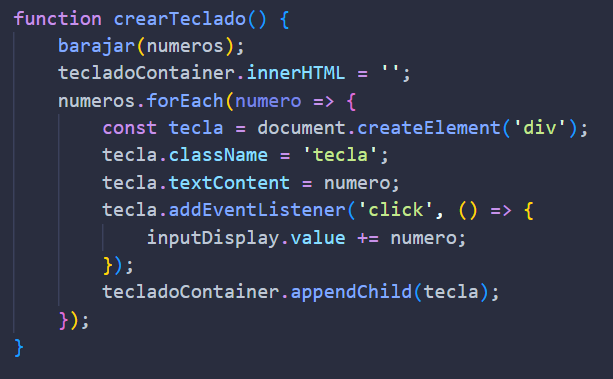 function crearTeclado() {
    barajar(numeros);
    tecladoContainer.innerHTML = '';
    numeros.forEach(numero => {
        const tecla = document.createElement('div');
        tecla.className = 'tecla';
        tecla.textContent = numero;
        tecla.addEventListener('click', () => {
            inputDisplay.value += numero;
        });
        tecladoContainer.appendChild(tecla);
    });
}